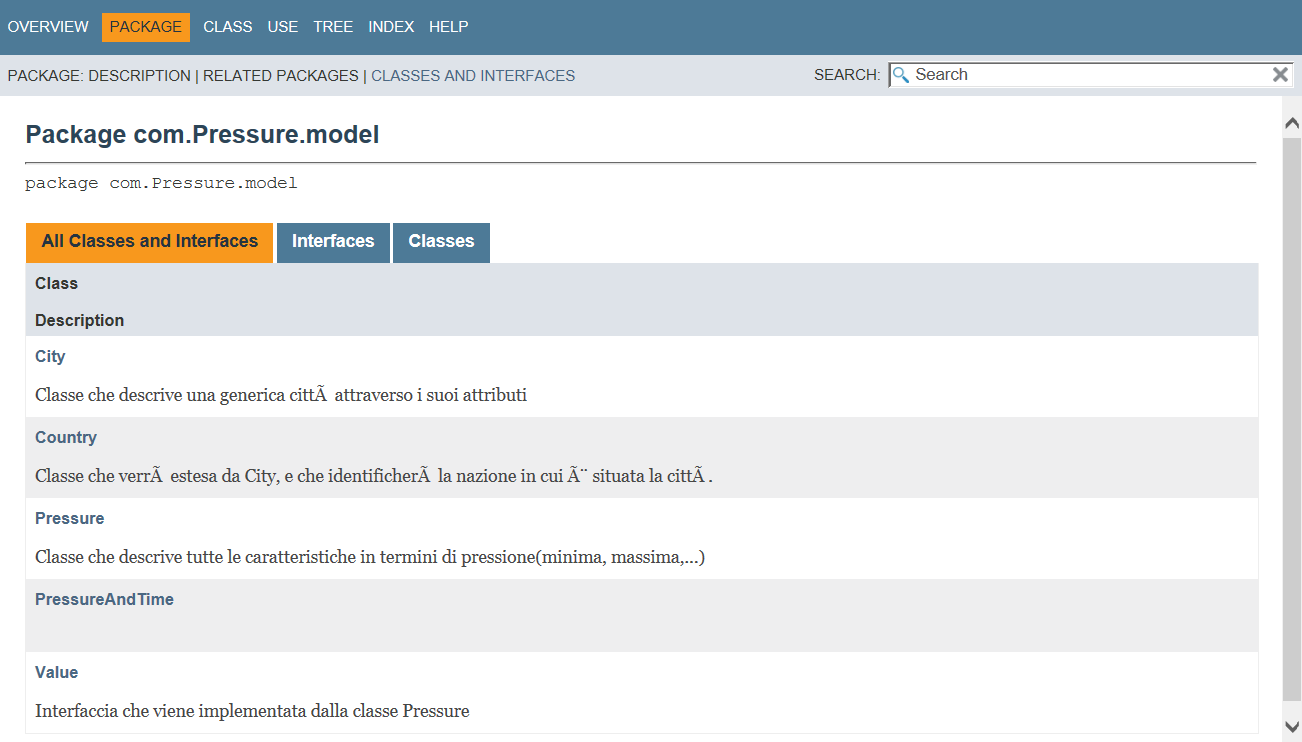 OVERVIEW PACKAGE CLASS USE TREE INDEX HELP
PACKAGE: DESCRIPTION | RELATED PACKAGES | CLASSES AND INTERFACES SEARCH: Search
Package com.Pressure.model
package com.Pressure.model
All Classes and Interfaces Interfaces Classes
Class
Description
City
Classe che descrive una generica cittÃ  attraverso i suoi attributi
Country
Classe che verrÃ  estesa da City, e che identificherÃ  la nazione in cui Ã¨ situata la cittÃ .
Pressure
Classe che descrive tutte le caratteristiche in termini di pressione(minima, massima,...)
PressureAndTime
Value
Interfaccia che viene implementata dalla classe Pressure